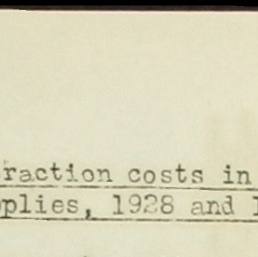 raction costs in
plies, 1928 and 1